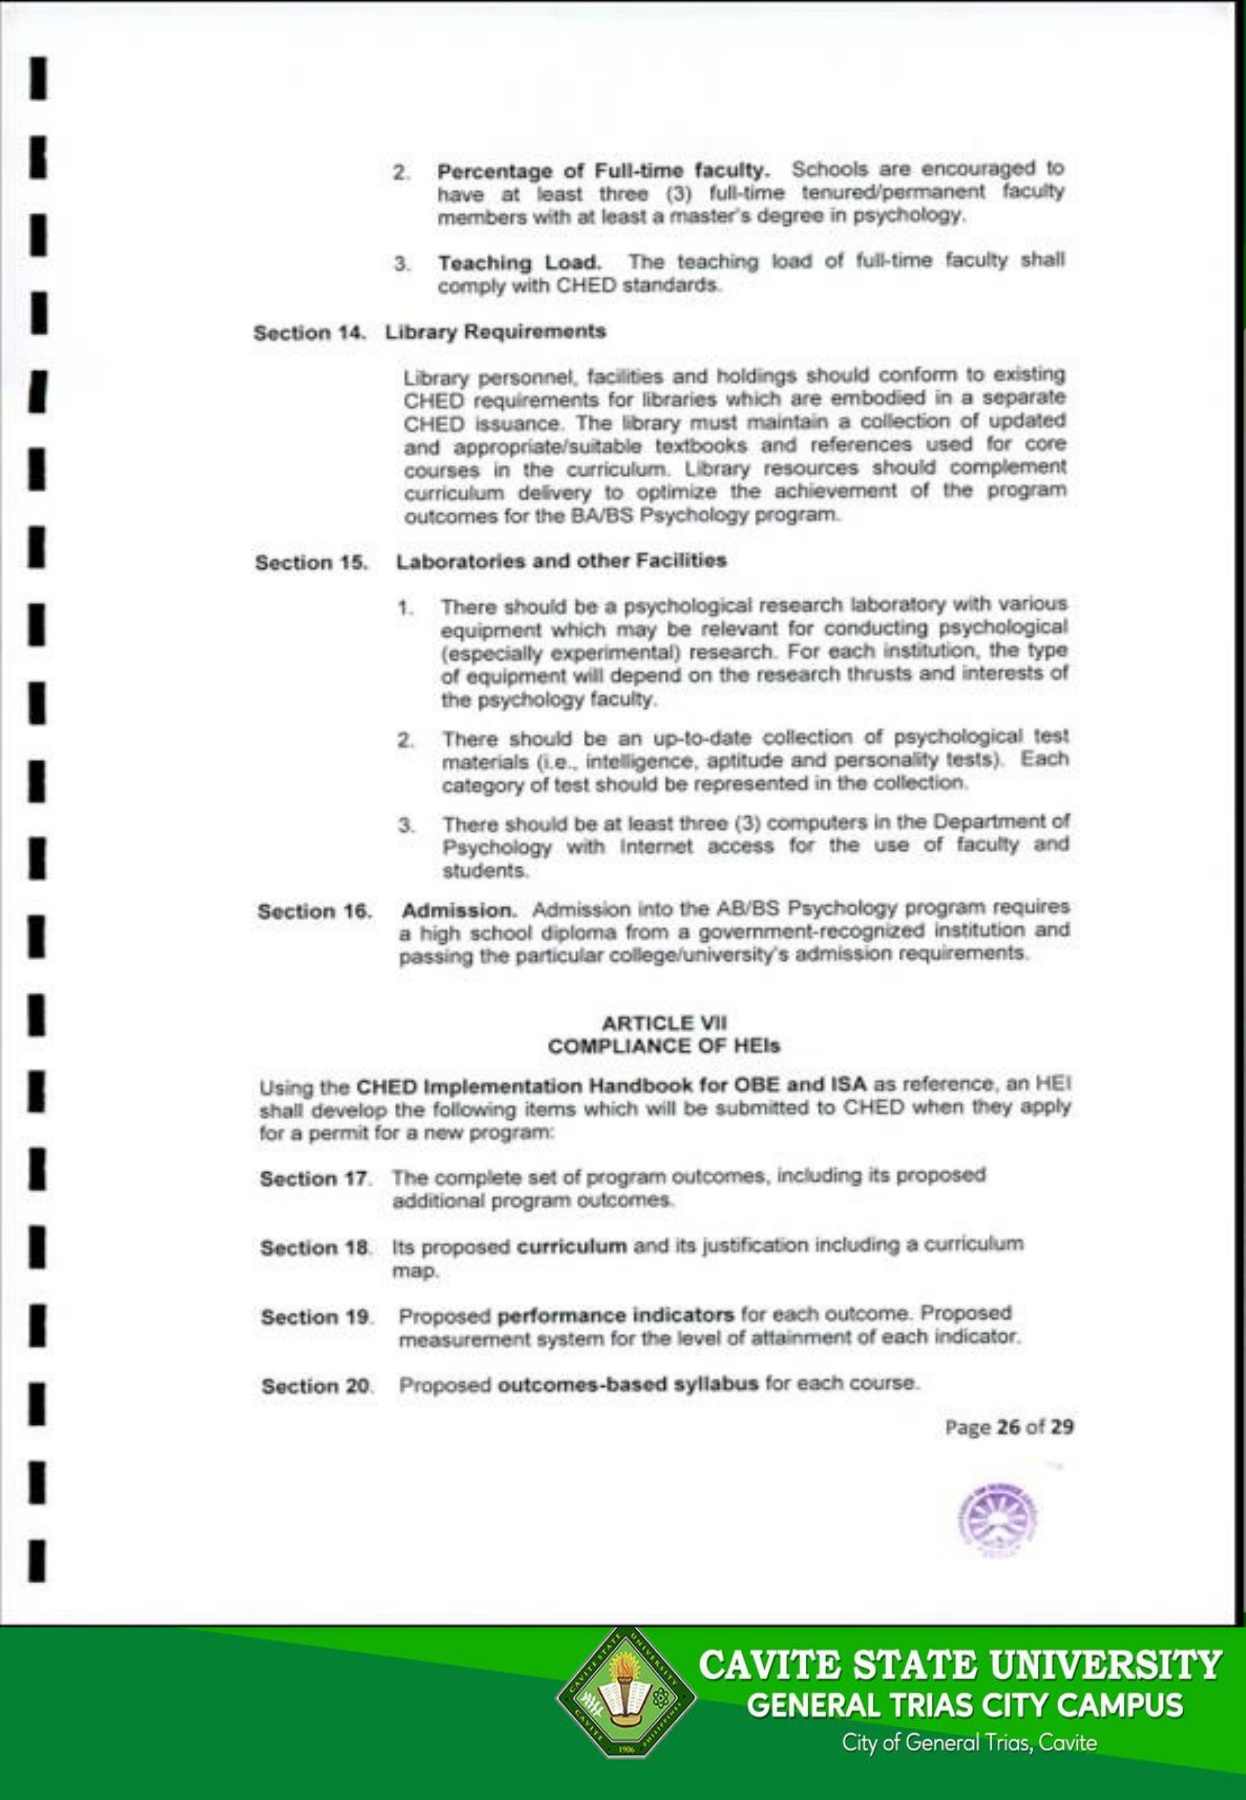 2. Percentage of Full-time faculty. Schools are encouraged to
have at least three (3) full-time tenured/permanent faculty
members with at least a master's degree in psychology.
3. Teaching Load. The teaching load of full-time faculty shall
comply with CHED standards.
Section 14. Library Requirements
Library personnel, facilities and holdings should conform to existing
CHED requirements for libraries which are embodied in a separate
CHED issuance. The library must maintain a collection of updated
and appropriate/suitable textbooks and references used for core
courses in the curriculum. Library resources should complement
curriculum delivery to optimize the achievement of the program
outcomes for the BA/BS Psychology program.
Section 15. Laboratories and other Facilities
1. There should be a psychological research laboratory with various
equipment which may be relevant for conducting psychological
(especially experimental) research. For each institution, the type
of equipment will depend on the research thrusts and interests of
the psychology faculty.
2. There should be an up-to-date collection of psychological test
materials (i.e., intelligence, aptitude and personality tests). Each
category of test should be represented in the collection.
3. There should be at least three (3) computers in the Department of
Psychology with Internet access for the use of faculty and
students.
Section 16. Admission. Admission into the AB/BS Psychology program requires
a high school diploma from a government-recognized institution and
passing the particular college/university's admission requirements.
ARTICLE VII
COMPLIANCE OF HEIs
Using the CHED Implementation Handbook for OBE and ISA as reference, an HEI
shall develop the following items which will be submitted to CHED when they apply
for a permit for a new program:
Section 17. The complete set of program outcomes, including its proposed
additional program outcomes.
Section 18. Its proposed curriculum and its justification including a curriculum
map.
Section 19. Proposed performance indicators for each outcome. Proposed
measurement system for the level of attainment of each indicator.
Section 20. Proposed outcomes-based syllabus for each course.
Page 26 of 29
CAVITE STATE UNIVERSITY
CAVITE PHILIPPINES
1906
CAVITE STATE UNIVERSITY
GENERAL TRIAS CITY CAMPUS
City of General Trias, Cavite